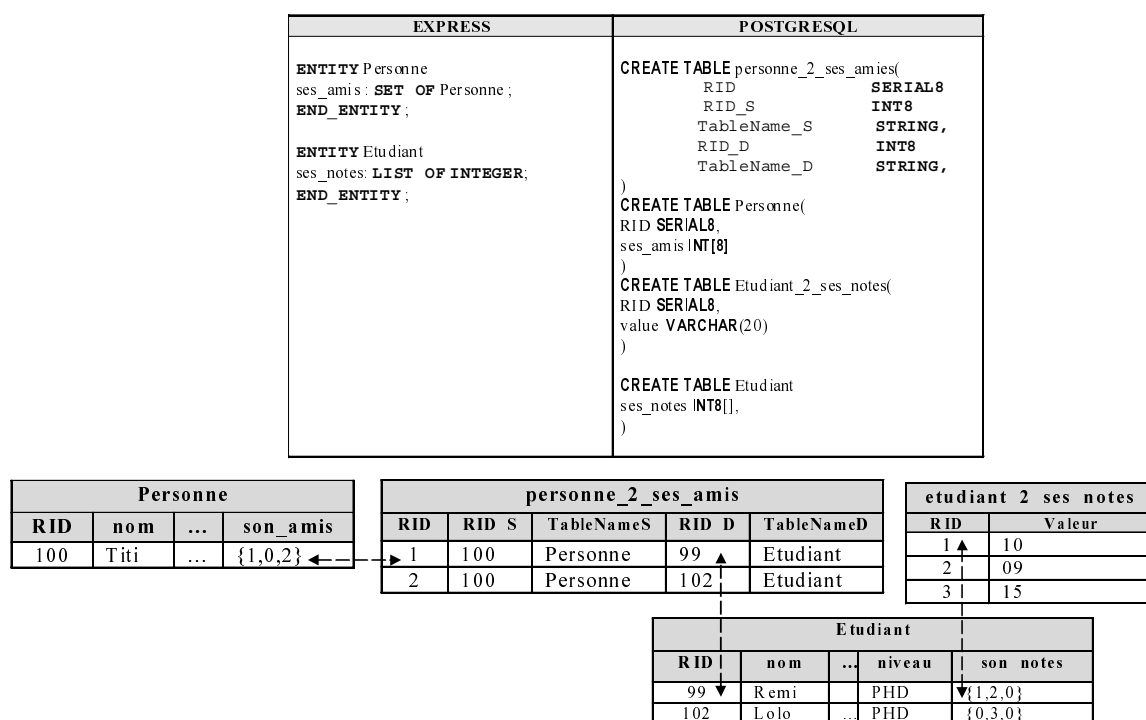 EXPRESS POSTGRESQL
ENTITY Personne
ses_amis : SET OF Personne ;
END_ENTITY ;
ENTITY Etudiant
ses_notes: LIST OF INTEGER;
END_ENTITY ;
CREATE TABLE personne_2_ses_amies(
RID SERIAL8
RID_S INT8
TableName_S STRING,
RID_D INT8
TableName_D STRING,
)
CREATE TABLE Personne(
RID SERIAL8,
ses_amis INT[8]
)
CREATE TABLE Etudiant_2_ses_notes(
RID SERIAL8,
value VARCHAR(20)
)
CREATE TABLE Etudiant
ses_notes INT8[],
)
Personne
RID nom ... son_amis
100 Titi ... {1,0,2}
personne_2_ses_amis
RID RID S TableNameS RID D TableNameD
1 100 Personne 99 Etudiant
2 100 Personne 102 Etudiant
etudiant 2 ses notes
RID Valeur
1 10
2 09
3 15
Etudiant
RID nom ... niveau son notes
99 Remi PHD {1,2,0}
102 Lolo ... PHD {0,3,0}